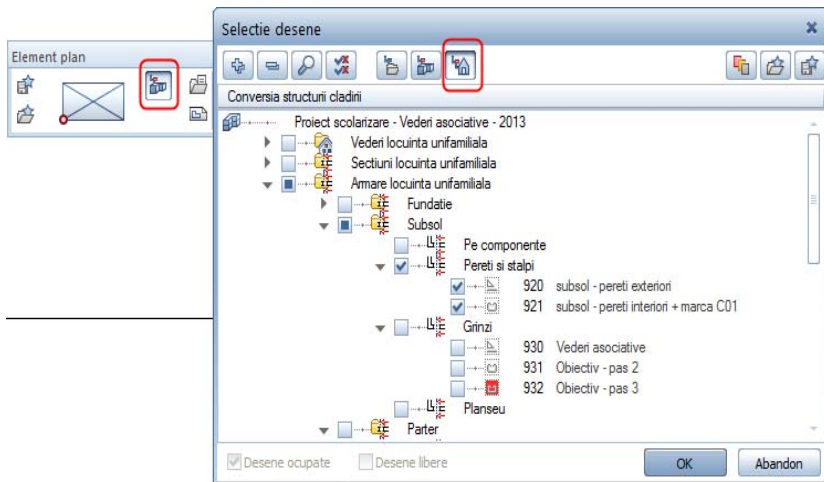 Selectie desene
Element plan
Conversia structurii cladirii
Proiect scolarizare - Vederi asociative - 2013
Vederi locuinta unifamiliala
Sectiuni locuinta unifamiliala
Armare locuinta unifamiliala
Fundatie
Subsol
Pe componente
Pereti si stalpi
920 subsol - pereti exteriori
921 subsol - pereti interiori + marca C01
Grinzi
930 Vederi asociative
931 Obiectiv - pas 2
932 Obiectiv - pas 3
Planseu
Parter
Desene ocupate Desene libere OK Abandon